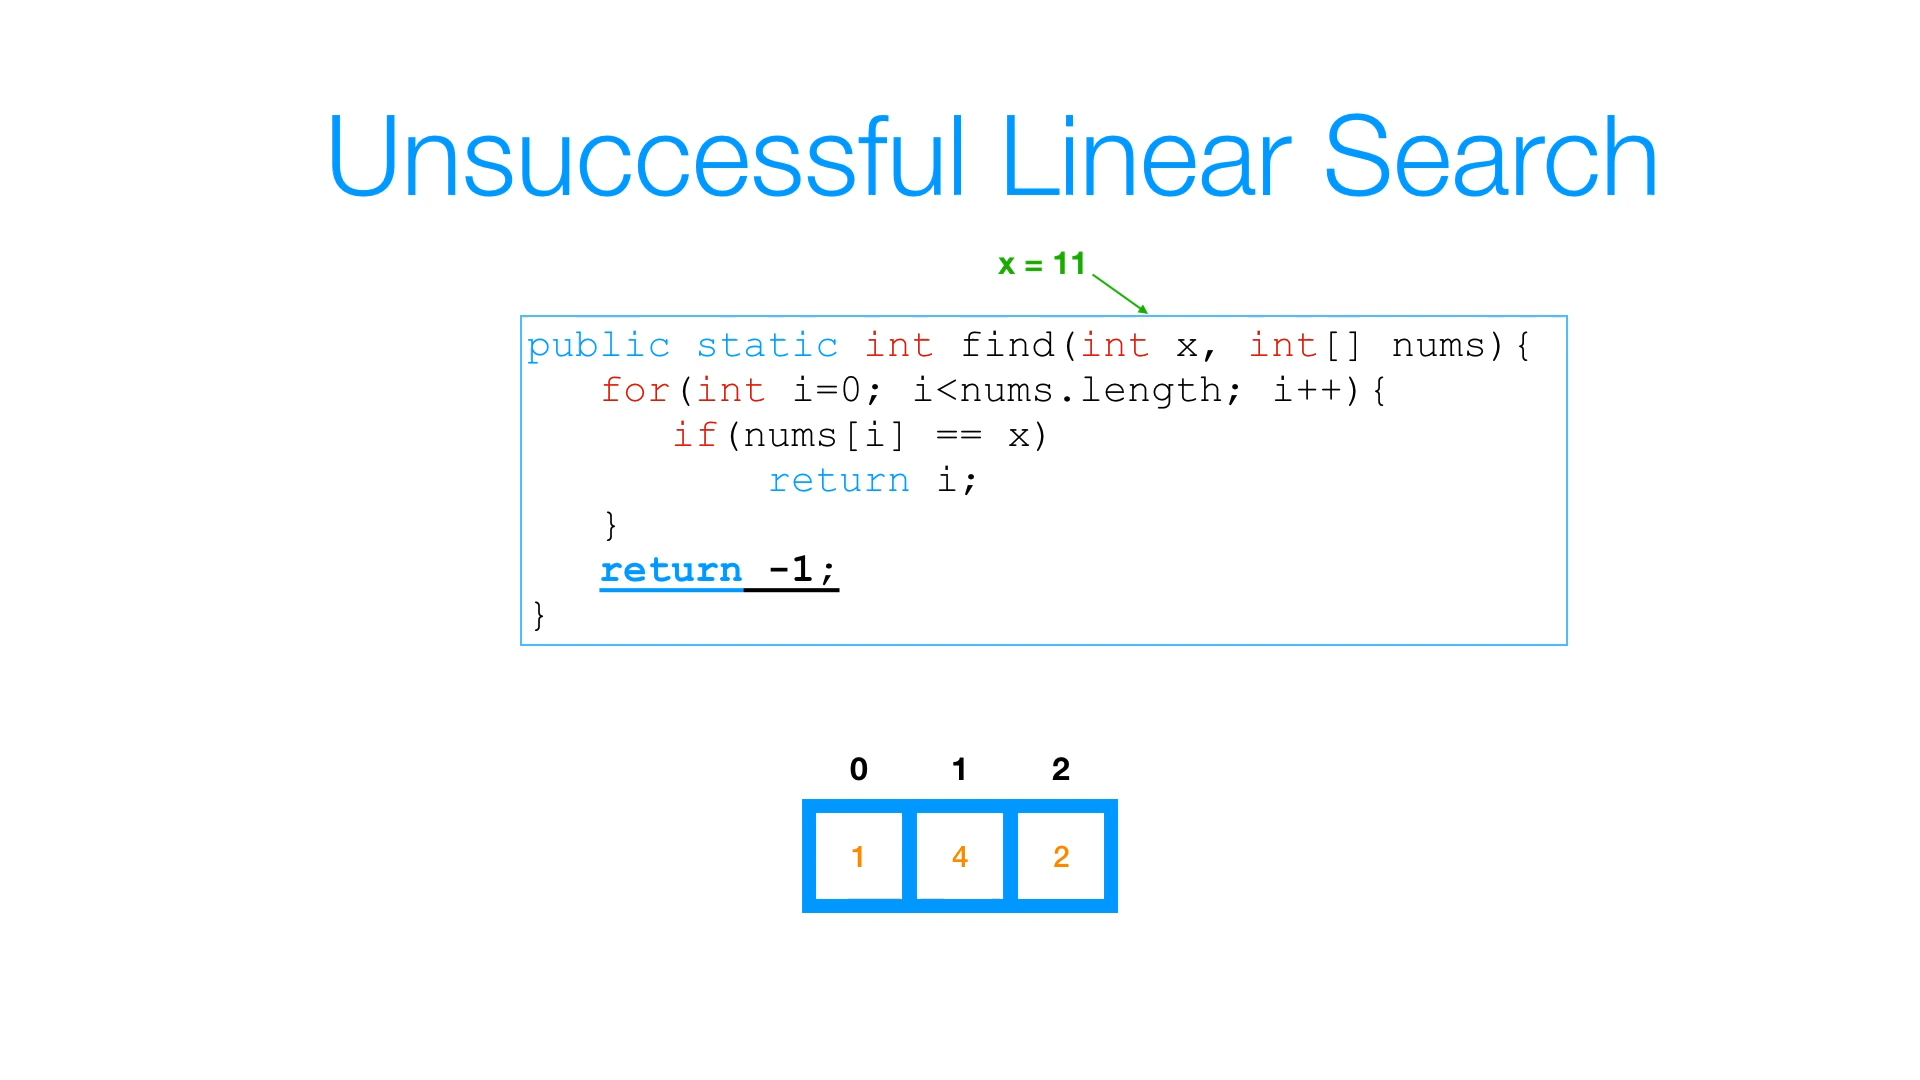 Unsuccessful Linear Search
x = 11
public static int find(int x, int[] nums){
for(int i=0; i<nums.length; i++){
if(nums[i] == x)
return i;
}
return -1;
}
0 1 2
1 4 2